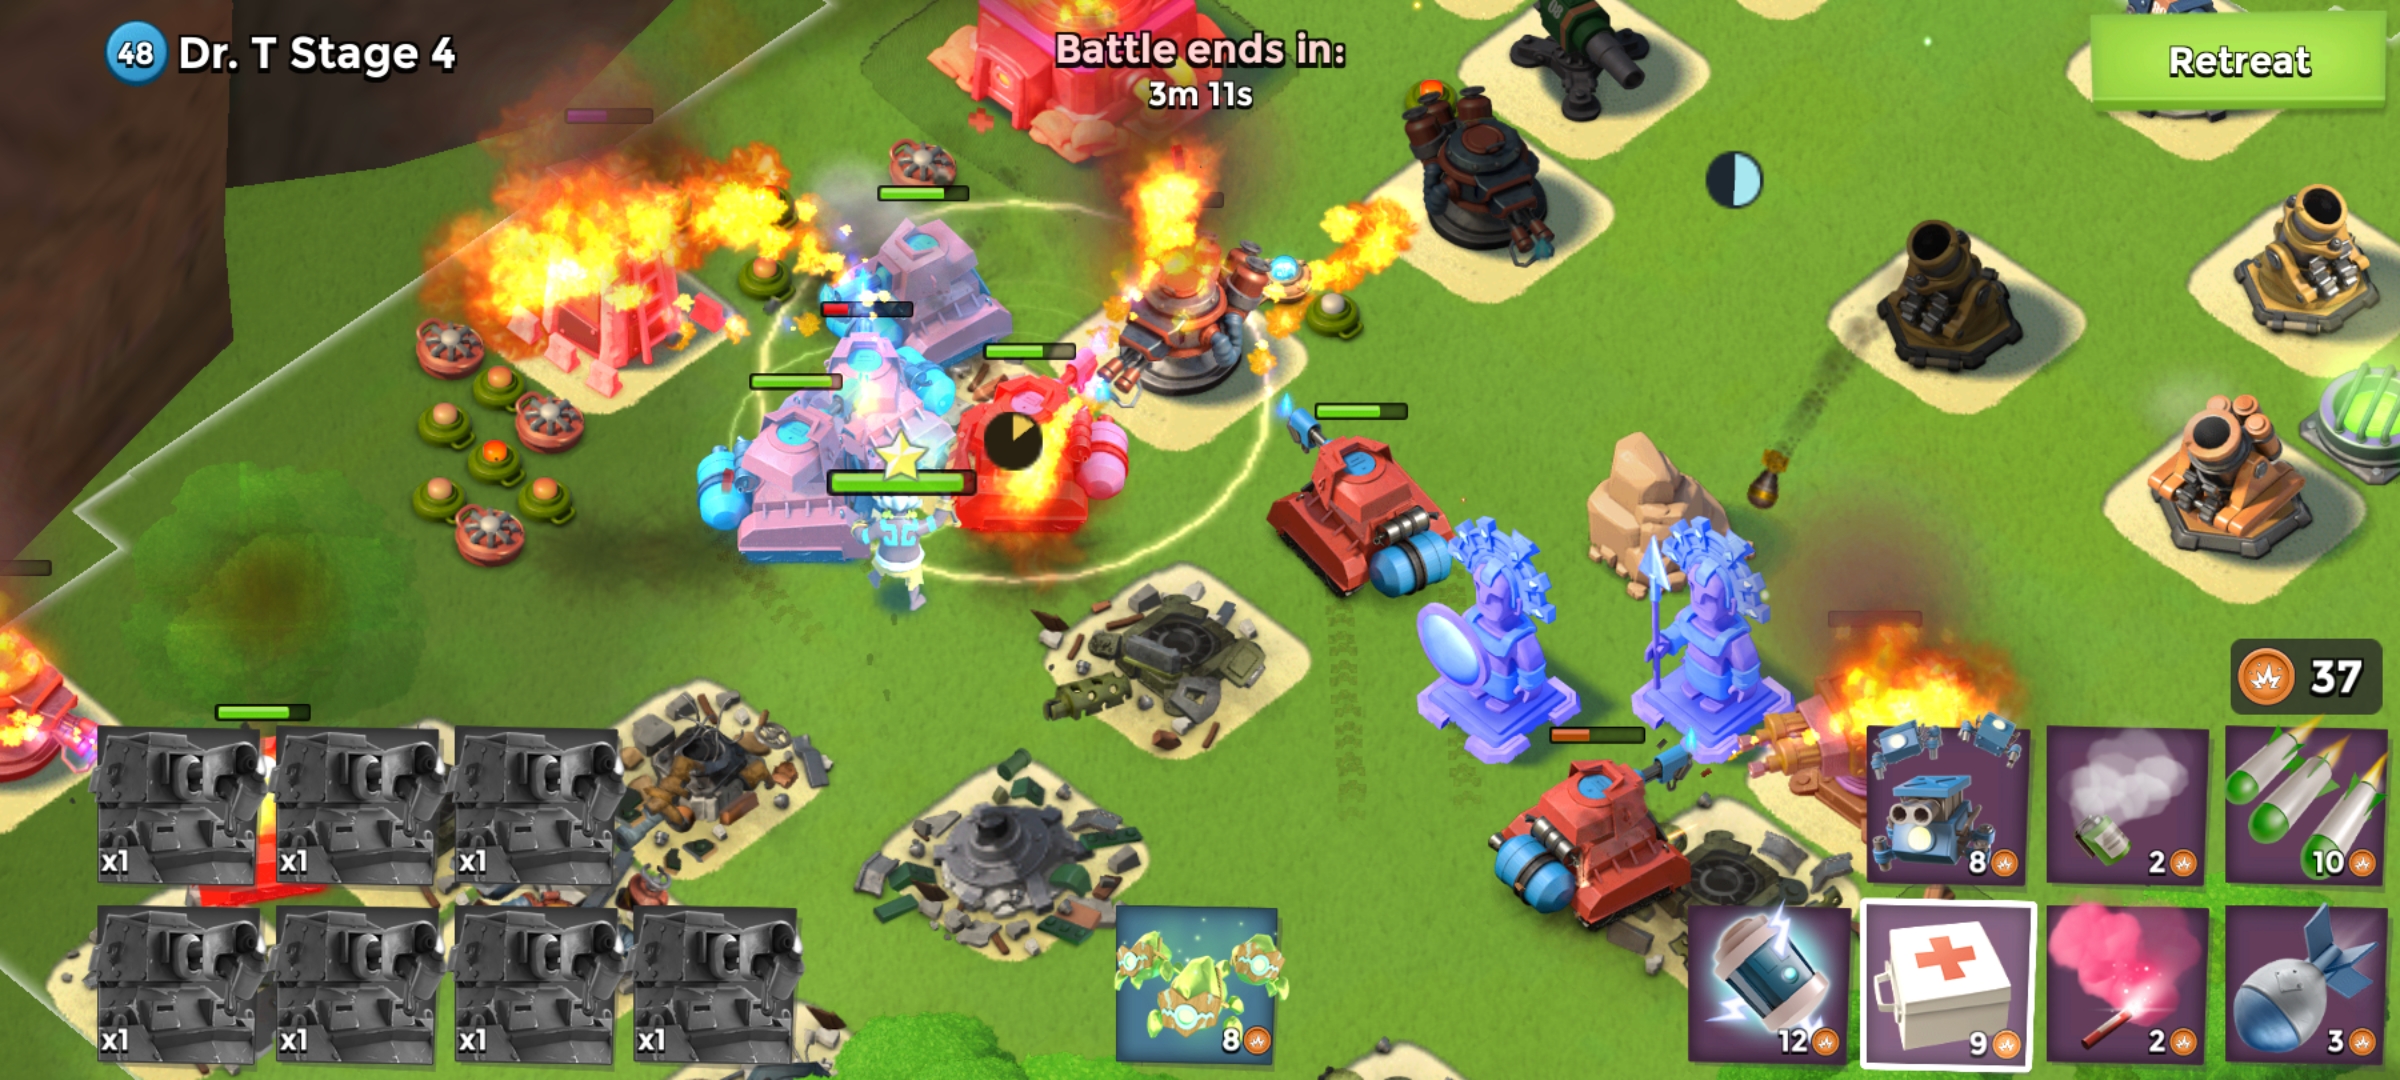 48 Dr. T Stage 4
Battle ends in:
3m 11s
Retreat
37
x1 x1 x1
8 2 10
x1 x1 x1 x1
8
12 9 2 3